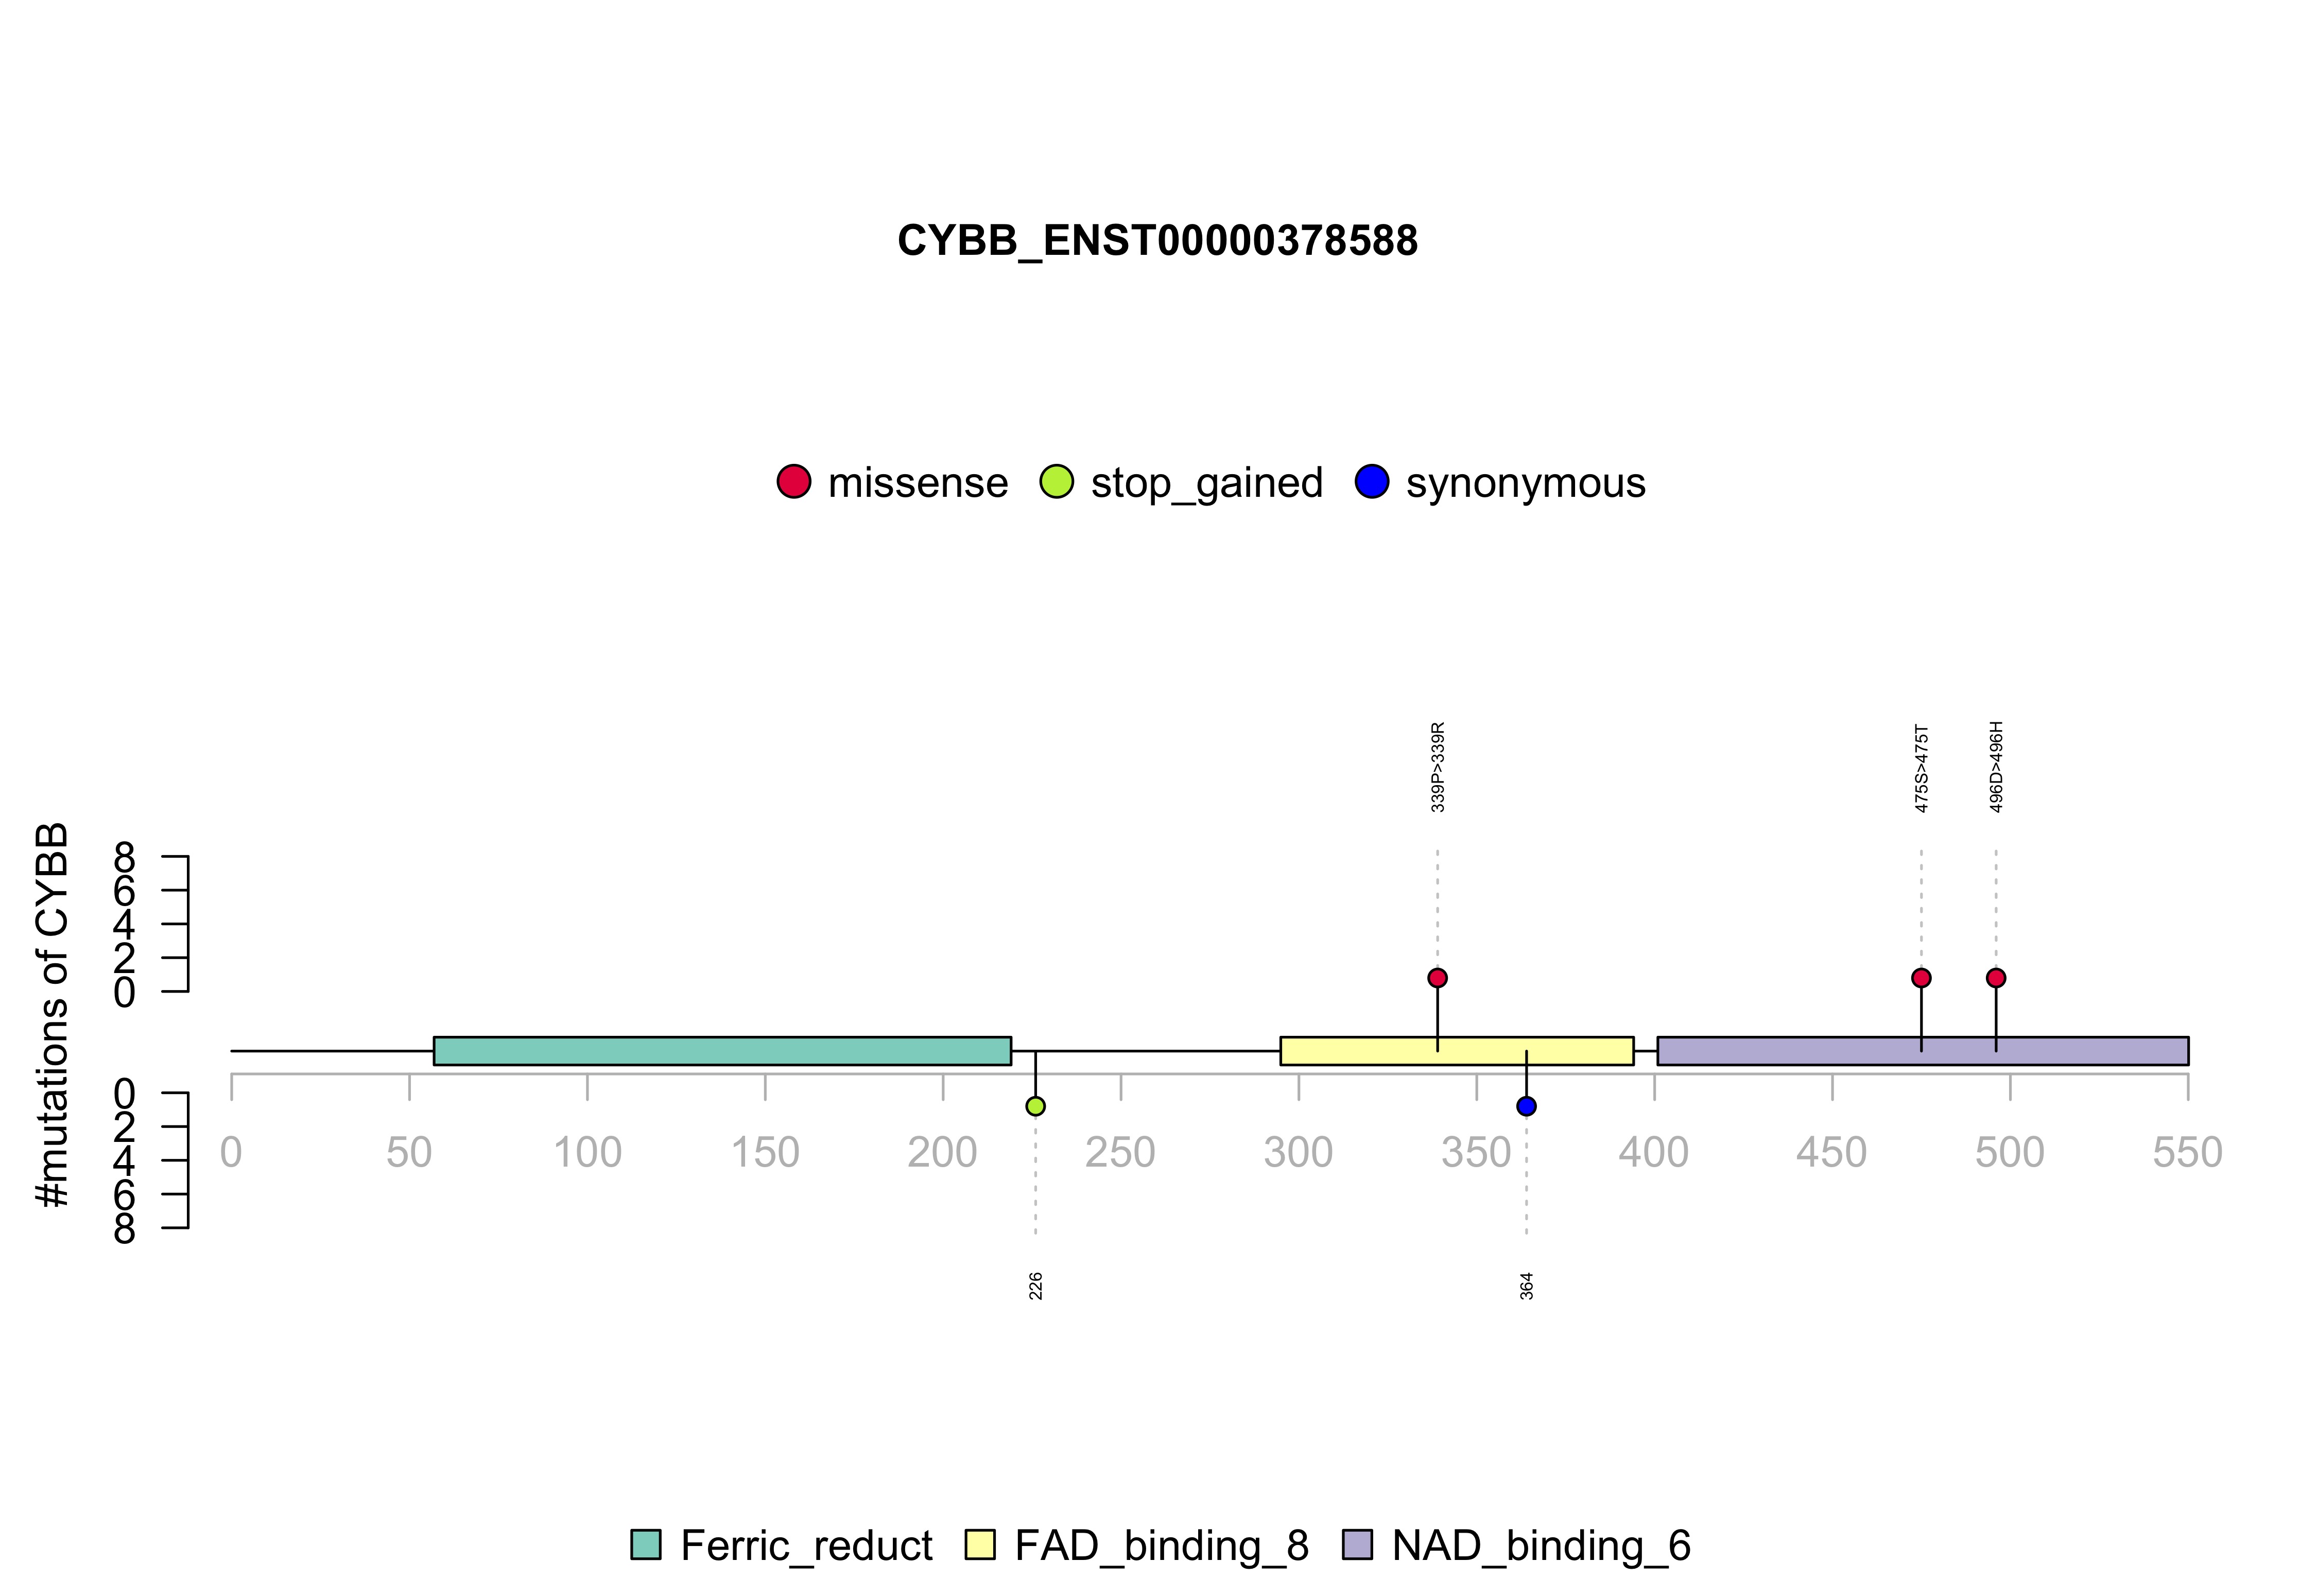 CYBB_ENST00000378588
missense stop_gained synonymous
339P>339R 475S>475T 496D>496H
#mutations of CYBB
8
6
4
2
0
0
2
4
6
8
0 50 100 150 200 250 300 350 400 450 500 550
226 364
Ferric_reduct FAD_binding_8 NAD_binding_6